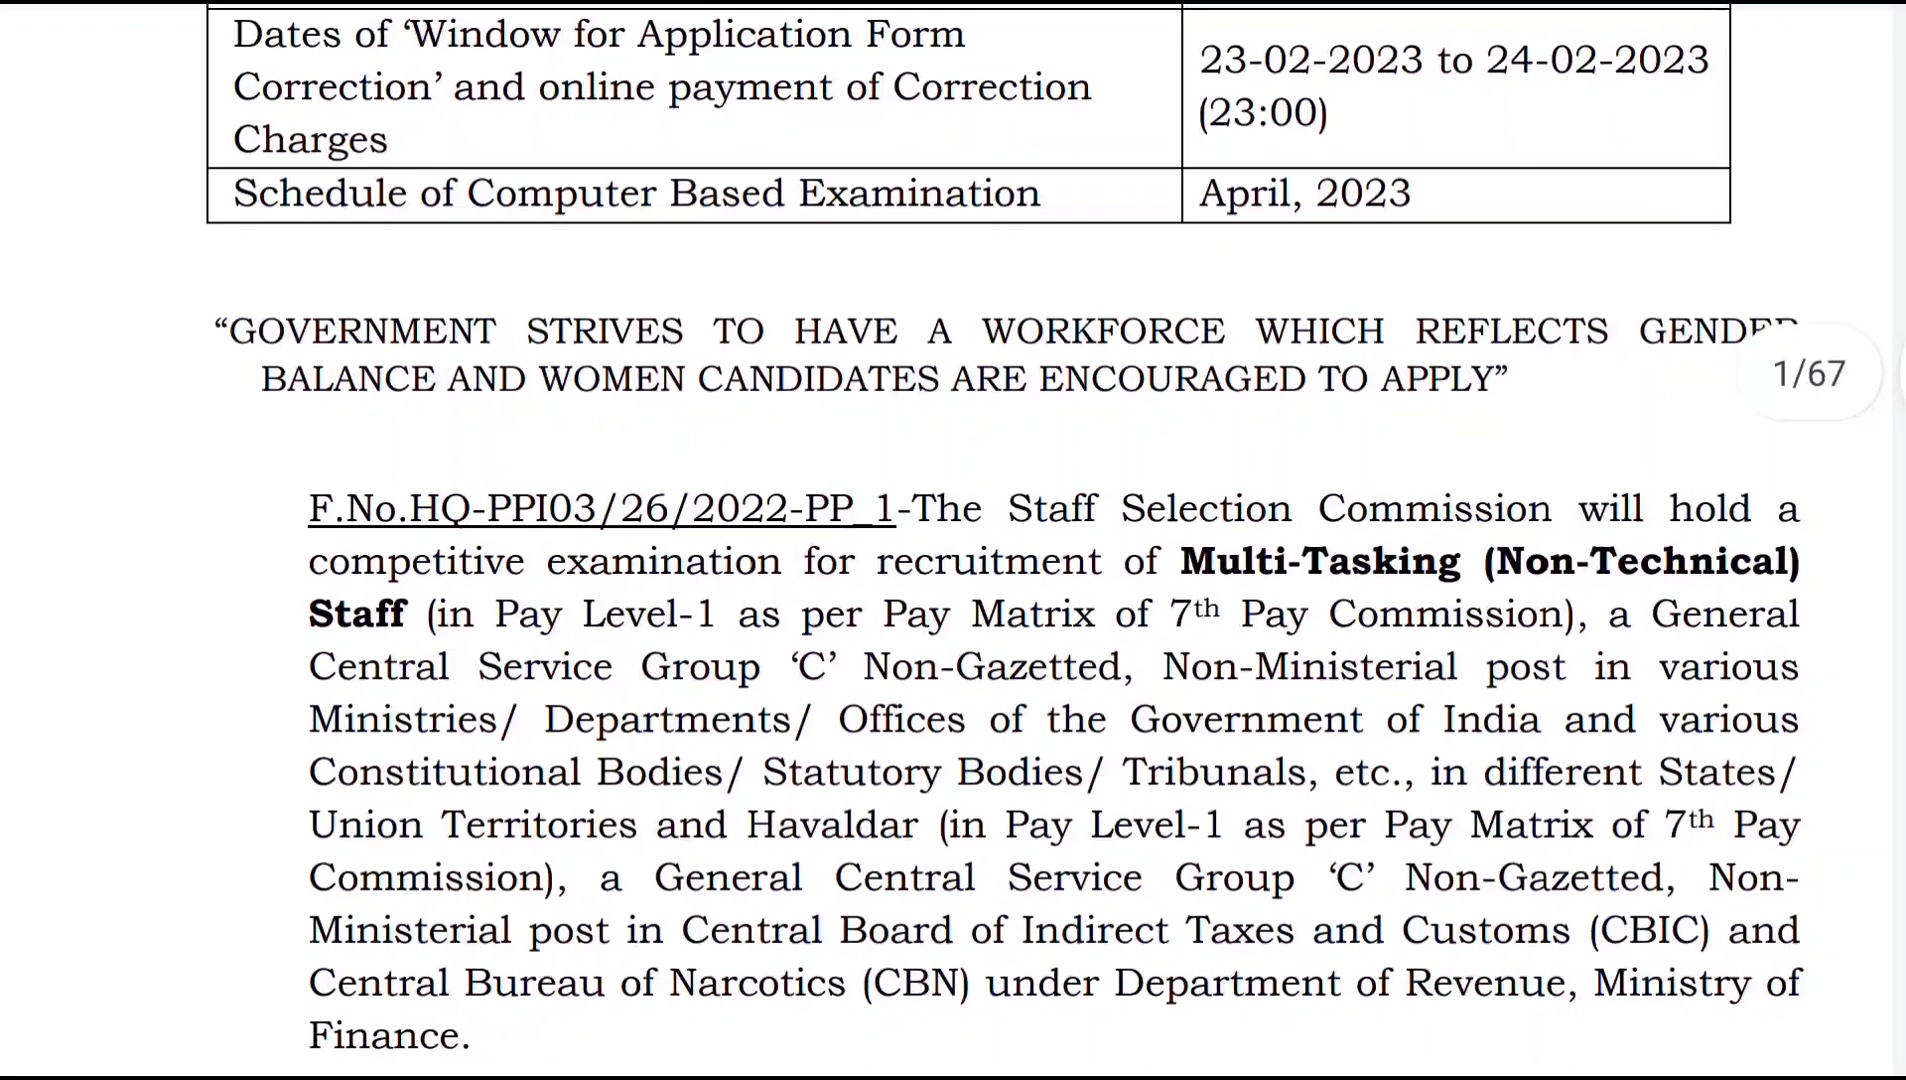 Dates of ‘Window for Application Form
Correction’ and online payment of Correction
Charges
23-02-2023 to 24-02-2023
(23:00)
Schedule of Computer Based Examination
April, 2023
“GOVERNMENT STRIVES TO HAVE A WORKFORCE WHICH REFLECTS GENDER
BALANCE AND WOMEN CANDIDATES ARE ENCOURAGED TO APPLY”
1/67
F.No.HQ-PPI03/26/2022-PP_1-The Staff Selection Commission will hold a
competitive examination for recruitment of Multi-Tasking (Non-Technical)
Staff (in Pay Level-1 as per Pay Matrix of 7th Pay Commission), a General
Central Service Group ‘C’ Non-Gazetted, Non-Ministerial post in various
Ministries/ Departments/ Offices of the Government of India and various
Constitutional Bodies/ Statutory Bodies/ Tribunals, etc., in different States/
Union Territories and Havaldar (in Pay Level-1 as per Pay Matrix of 7th Pay
Commission), a General Central Service Group ‘C’ Non-Gazetted, Non-
Ministerial post in Central Board of Indirect Taxes and Customs (CBIC) and
Central Bureau of Narcotics (CBN) under Department of Revenue, Ministry of
Finance.